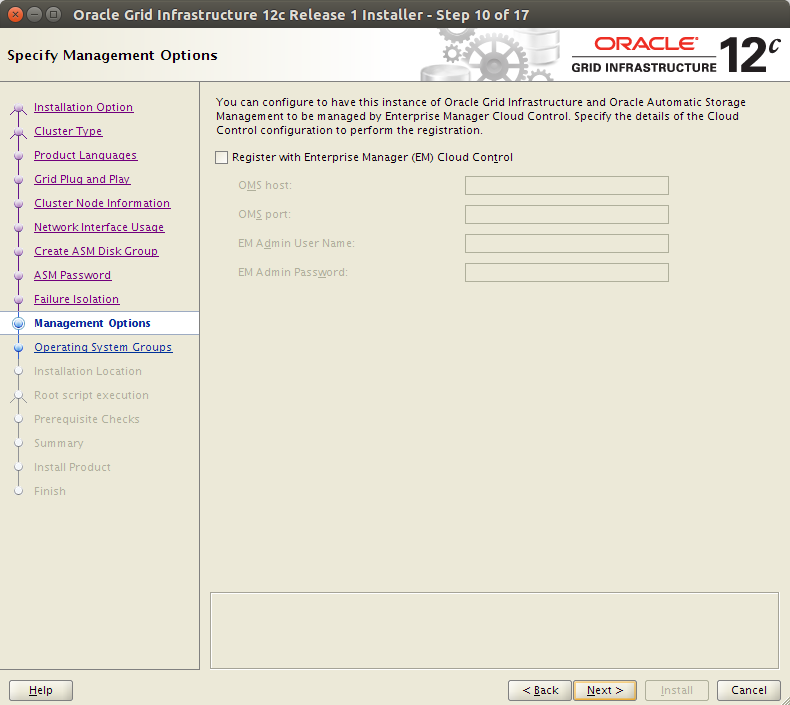 Oracle Grid Infrastructure 12c Release 1 Installer - Step 10 of 17
Specify Management Options
ORACLE
GRID INFRASTRUCTURE
12c
Installation Option
Cluster Type
Product Languages
Grid Plug and Play
Cluster Node Information
Network Interface Usage
Create ASM Disk Group
ASM Password
Failure Isolation
Management Options
Operating System Groups
Installation Location
Root script execution
Prerequisite Checks
Summary
Install Product
Finish
You can configure to have this instance of Oracle Grid Infrastructure and Oracle Automatic Storage
Management to be managed by Enterprise Manager Cloud Control. Specify the details of the Cloud
Control configuration to perform the registration.
Register with Enterprise Manager (EM) Cloud Control
OMS host:
OMS port:
EM Admin User Name:
EM Admin Password:
Help
< Back
Next >
Install
Cancel